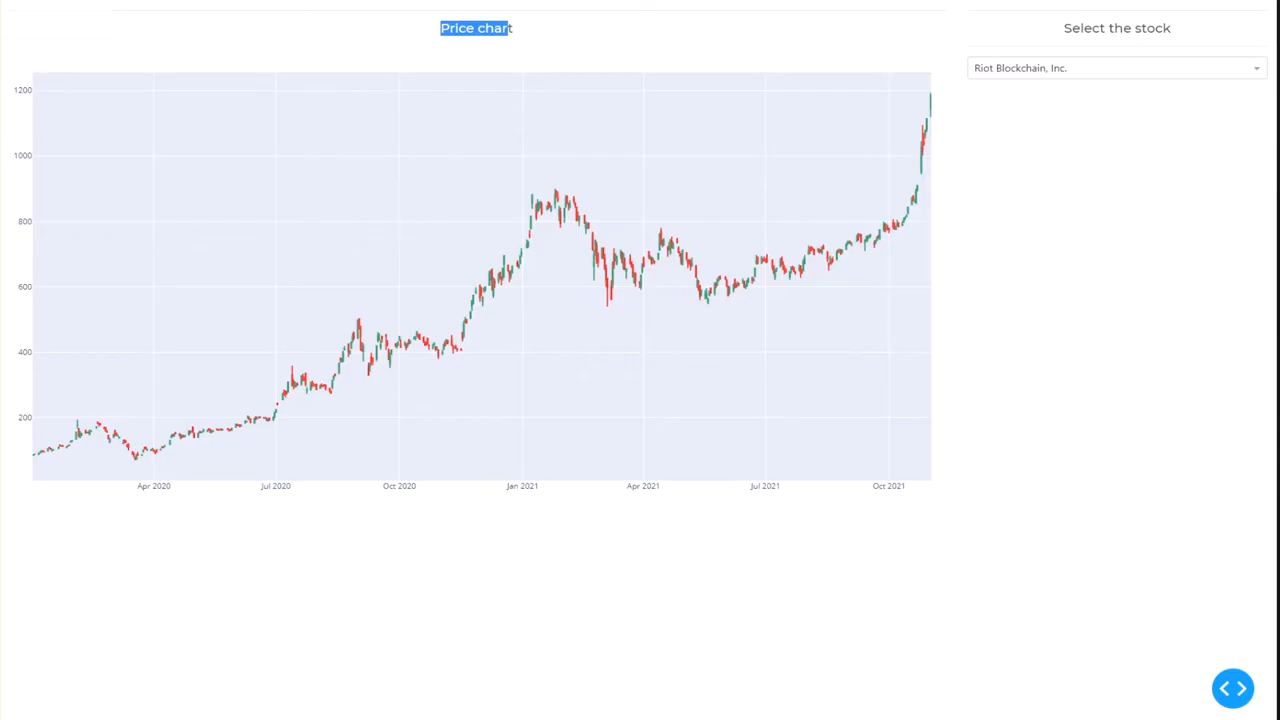 Price chart
Select the stock
Riot Blockchain, Inc.
1200
1000
800
600
400
200
Apr 2020
Jul 2020
Oct 2020
Jan 2021
Apr 2021
Jul 2021
Oct 2021